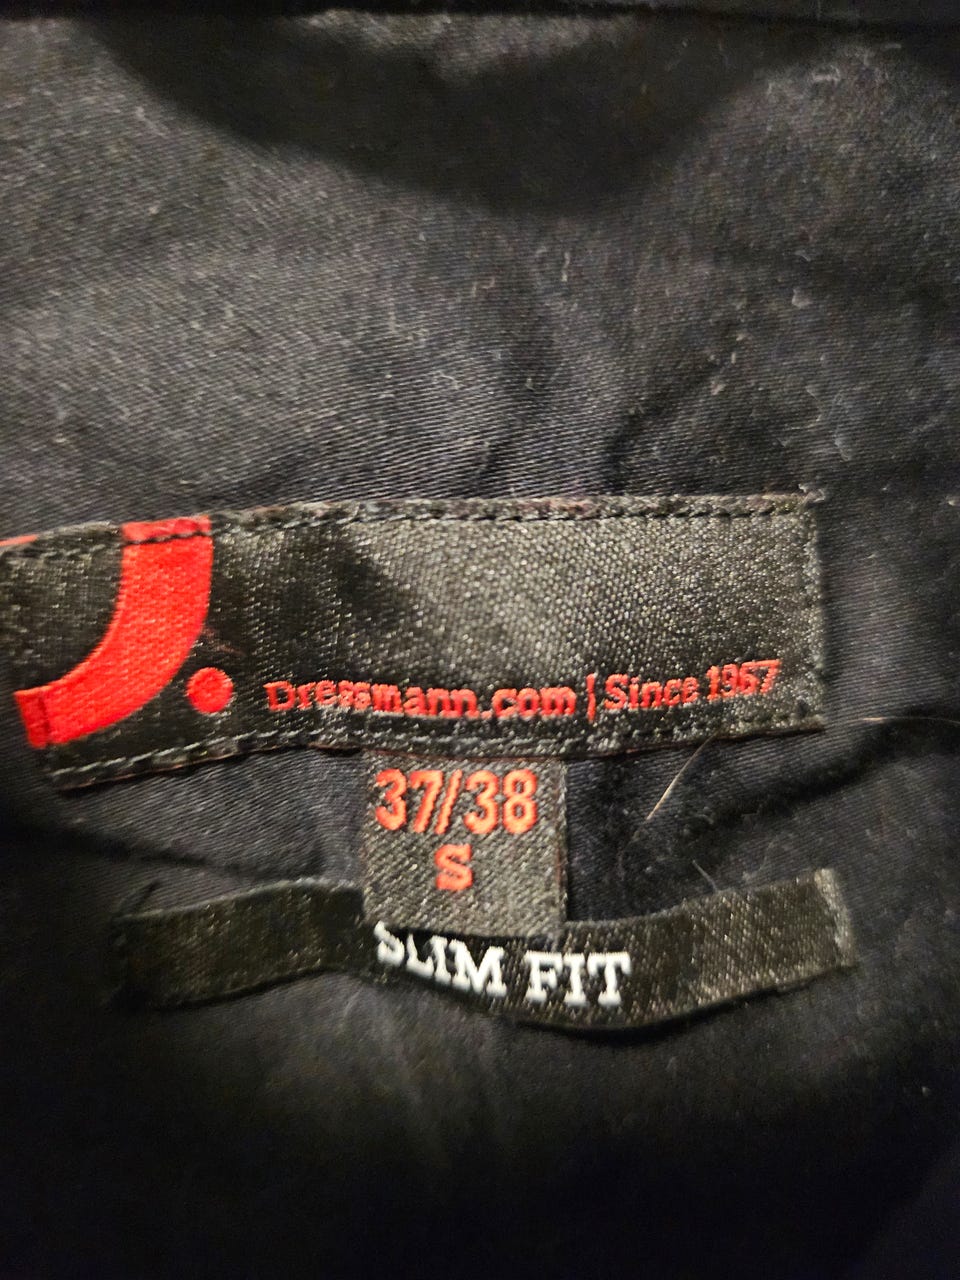 Dressmann.com | Since 1967
37/38
S
SLIM FIT